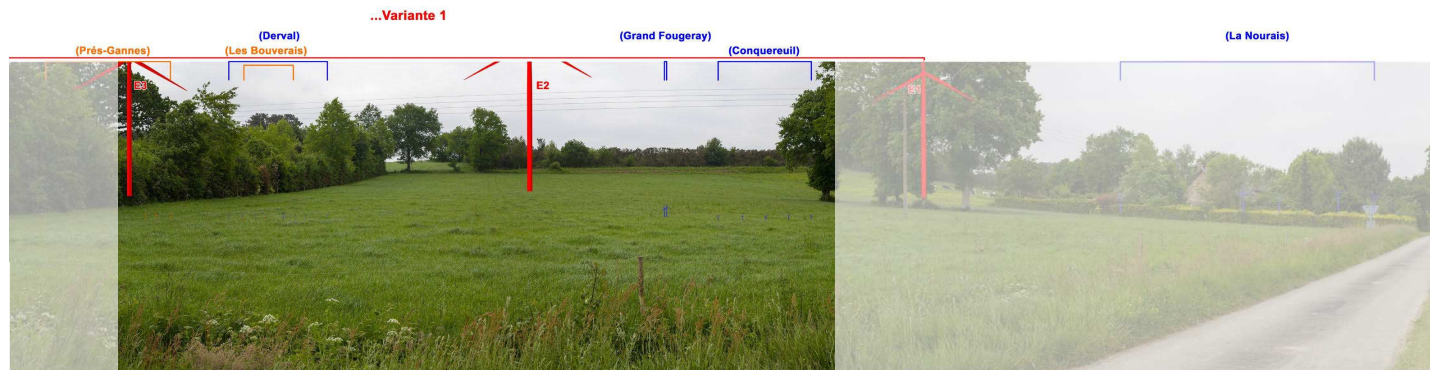 ...Variante 1
(Derval)
(Grand Fougeray)
(La Nourais)
(Prés-Gannes)
(Les Bouverais)
(Conquereuil)
E3
E2
E1